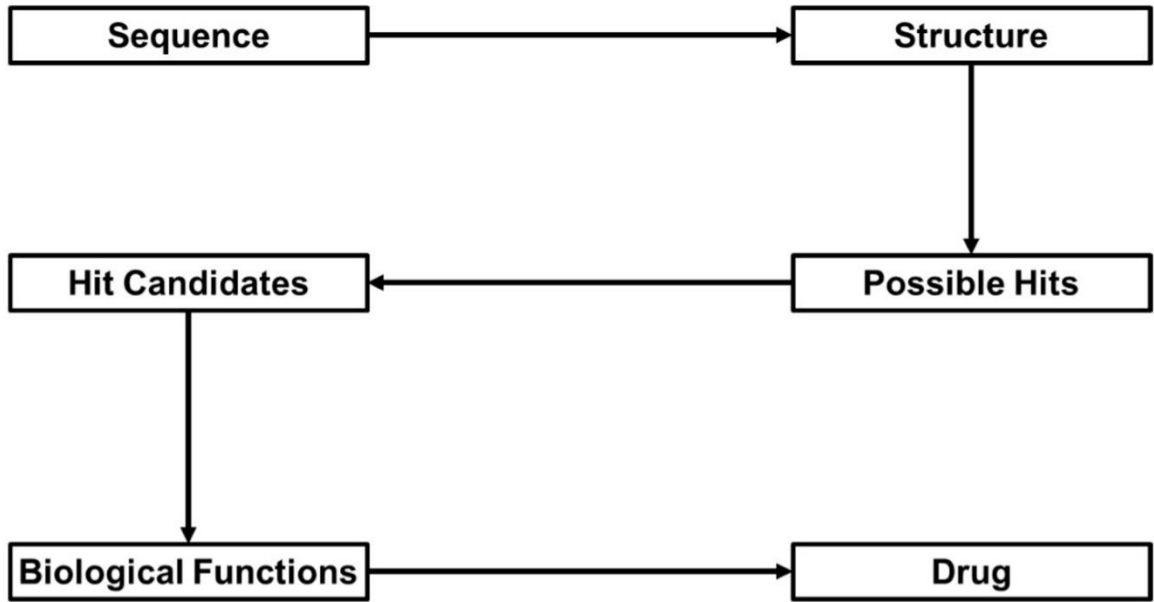 Sequence
Structure
Hit Candidates
Possible Hits
Biological Functions
Drug